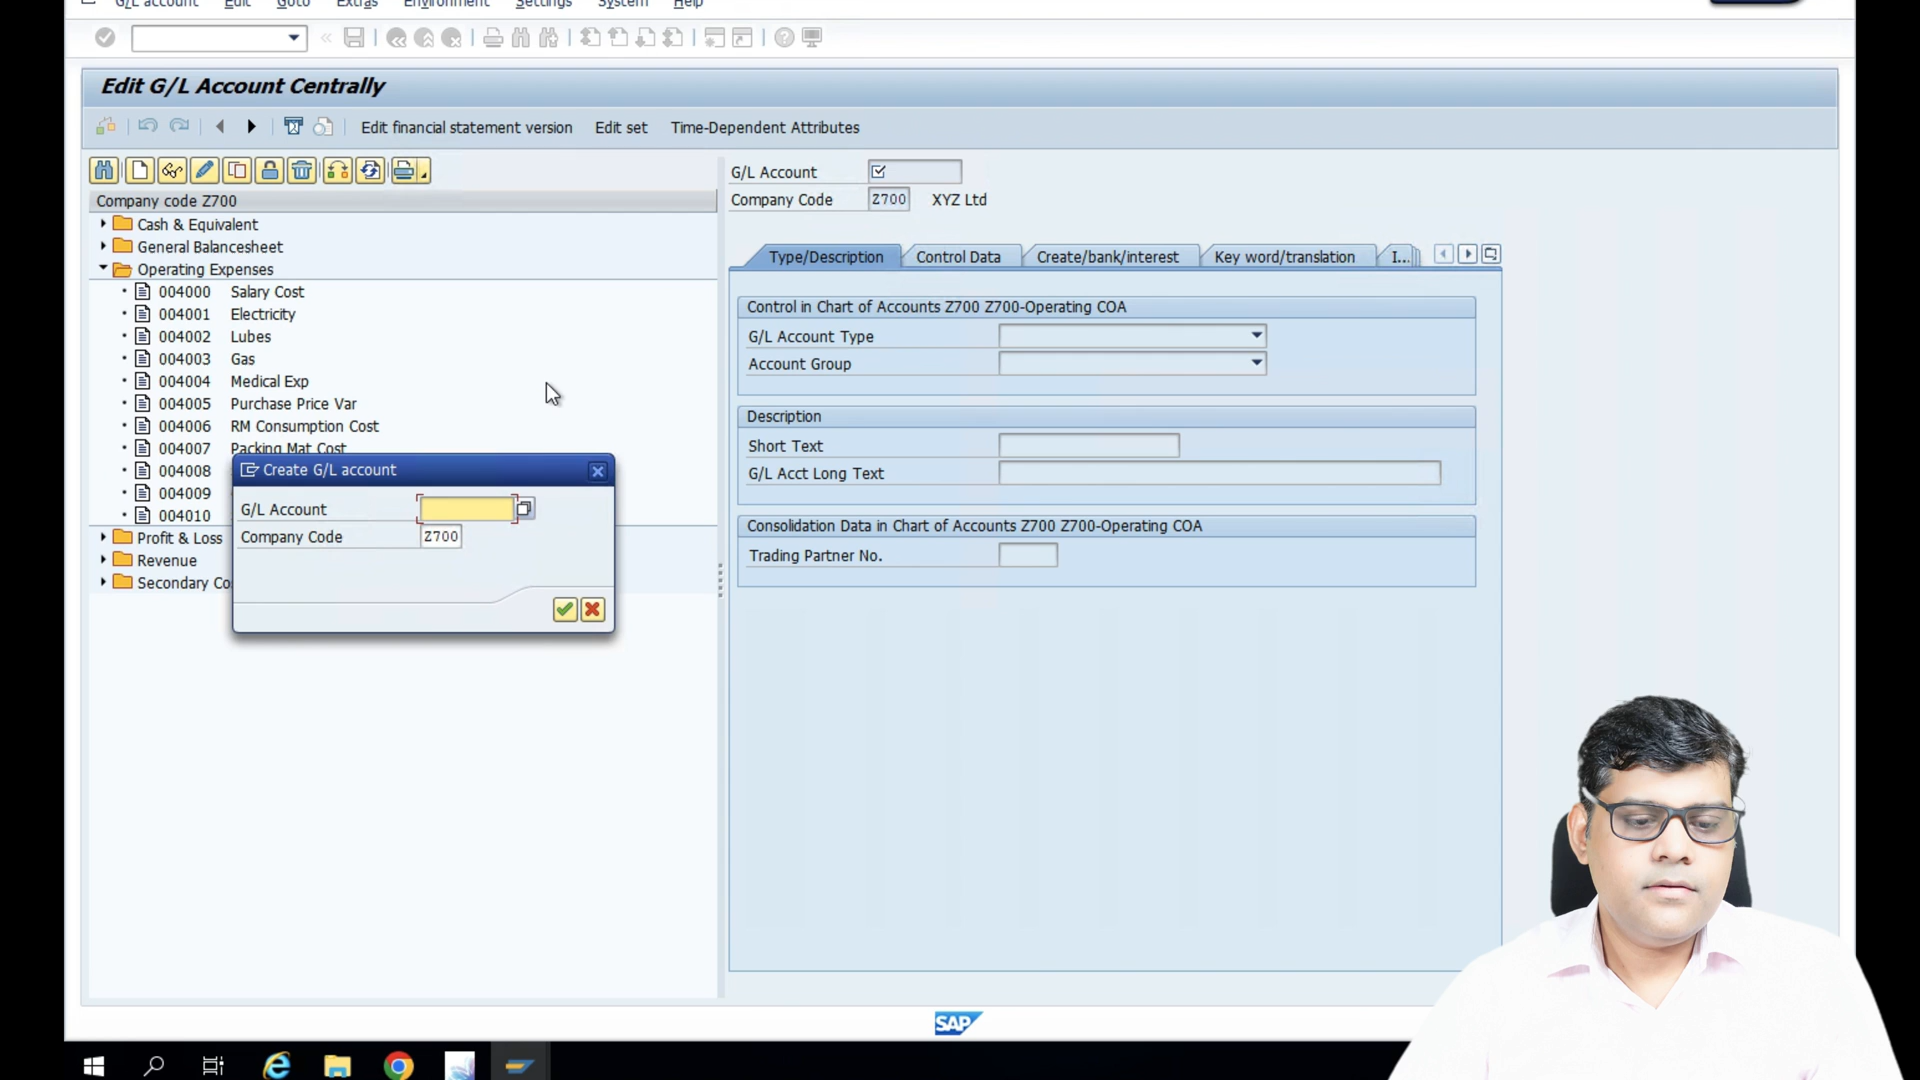 G/L account Edit Goto Extras Environment Settings System Help
Edit G/L Account Centrally
Edit financial statement version Edit set Time-Dependent Attributes
Company code Z700
Cash & Equivalent
General Balancesheet
Operating Expenses
004000 Salary Cost
004001 Electricity
004002 Lubes
004003 Gas
004004 Medical Exp
004005 Purchase Price Var
004006 RM Consumption Cost
004007 Packing Mat Cost
004008
004009
004010
Profit & Loss
Revenue
Secondary Co
Create G/L account
G/L Account
Company Code Z700
G/L Account
Company Code Z700 XYZ Ltd
Type/Description Control Data Create/bank/interest Key word/translation I...
Control in Chart of Accounts Z700 Z700-Operating COA
G/L Account Type
Account Group
Description
Short Text
G/L Acct Long Text
Consolidation Data in Chart of Accounts Z700 Z700-Operating COA
Trading Partner No.
SAP